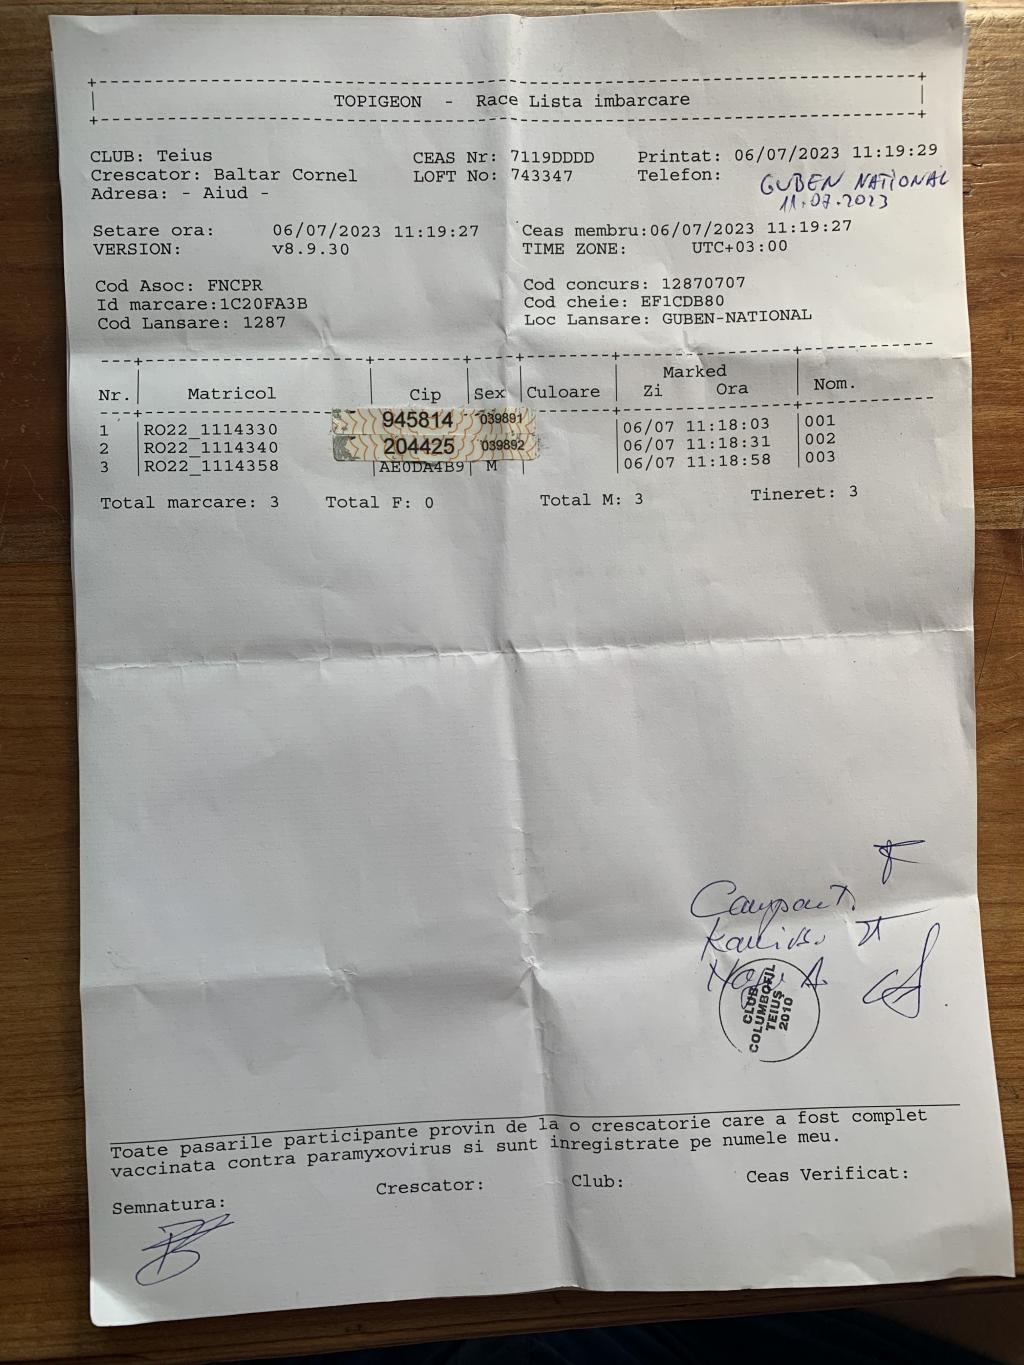 TOPIGEON - Race Lista imbarcare
CLUB: Teius CEAS Nr: 7119DDDD Printat: 06/07/2023 11:19:29
Crescator: Baltar Cornel LOFT No: 743347 Telefon:
Adresa: - Aiud -
GUBEN NATIONAL
11.07.2023
Setare ora: 06/07/2023 11:19:27 Ceas membru:06/07/2023 11:19:27
VERSION: v8.9.30 TIME ZONE: UTC+03:00
Cod Asoc: FNCPR Cod concurs: 12870707
Id marcare:1C20FA3B Cod cheie: EF1CDB80
Cod Lansare: 1287 Loc Lansare: GUBEN-NATIONAL
Marked
Nr. Matricol Cip Sex Culoare Zi Ora Nom.
1 RO22_1114330 945814 039891 06/07 11:18:03 001
2 RO22_1114340 204425 039892 06/07 11:18:31 002
3 RO22_1114358 AE0DA4B9 M 06/07 11:18:58 003
Total marcare: 3 Total F: 0 Total M: 3 Tineret: 3
CLUB
COLUMBOFIL
TEIUȘ
2010
Toate pasarile participante provin de la o crescatorie care a fost complet
vaccinata contra paramyxovirus si sunt inregistrate pe numele meu.
Semnatura: Crescator: Club: Ceas Verificat: